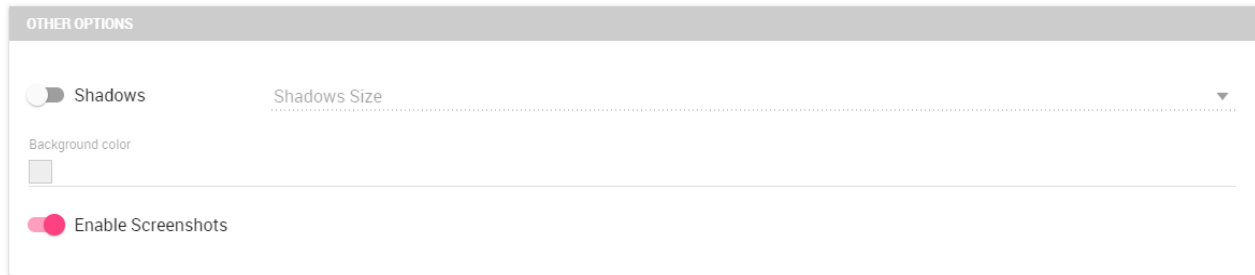 OTHER OPTIONS
Shadows
Shadows Size
Background color
Enable Screenshots